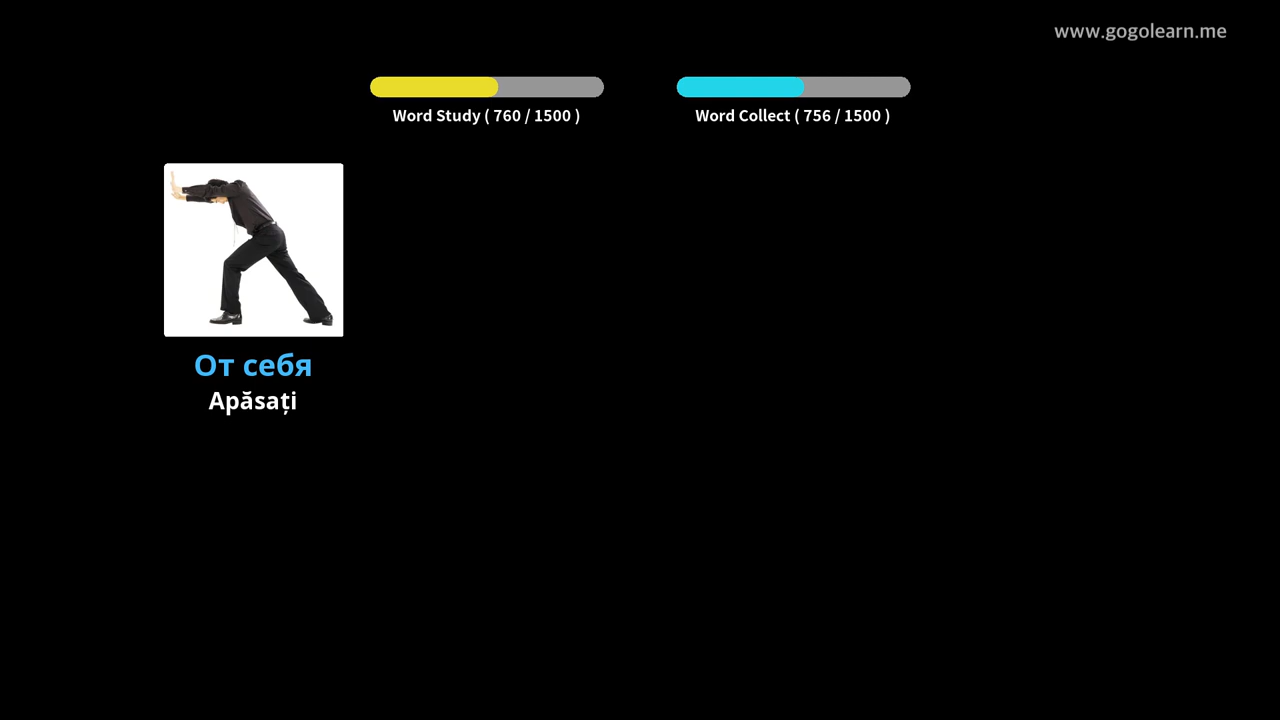 www.gogolearn.me
Word Study ( 760 / 1500 )
Word Collect ( 756 / 1500 )
От себя
Apăsați